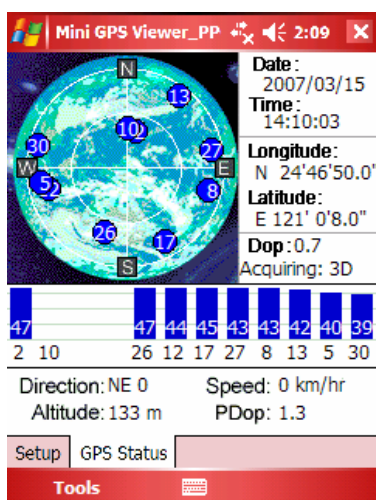 Mini GPS Viewer_PP 2:09
N
13
10 2
27
30
W
E
5 2
8
26
17
S
Date:
2007/03/15
Time:
14:10:03
Longitude:
N 24'46'50.0"
Latitude:
E 121' 0'8.0"
Dop:0.7
Acquiring: 3D
47 47 44 45 43 43 42 40 39
2 10 26 12 17 27 8 13 5 30
Direction: NE 0 Speed: 0 km/hr
Altitude: 133 m PDop: 1.3
Setup GPS Status
Tools